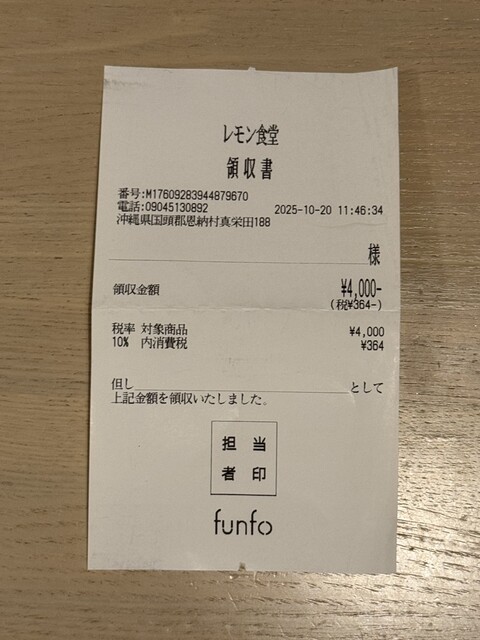 レモン食堂
領収書
番号:M17609283944879670
電話:09045130892 2025-10-20 11:46:34
沖縄県国頭郡恩納村真栄田188
様
領収金額 ¥4,000-
(税¥364-)
税率 対象商品 ¥4,000
10% 内消費税 ¥364
但し として
上記金額を領収いたしました。
担当
者印
funfo